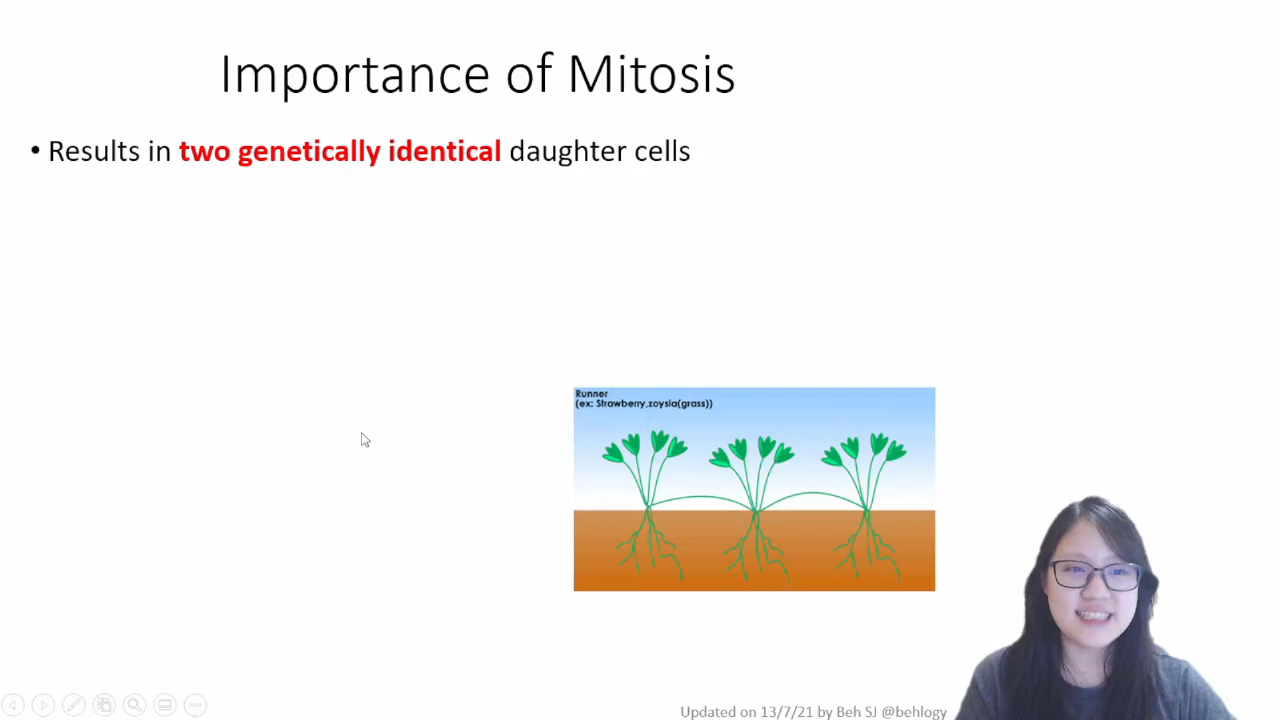 Importance of Mitosis
• Results in two genetically identical daughter cells
Runner
(ex: Strawberry,zoysia(grass))
Updated on 13/7/21 by Beh SJ @behlogy